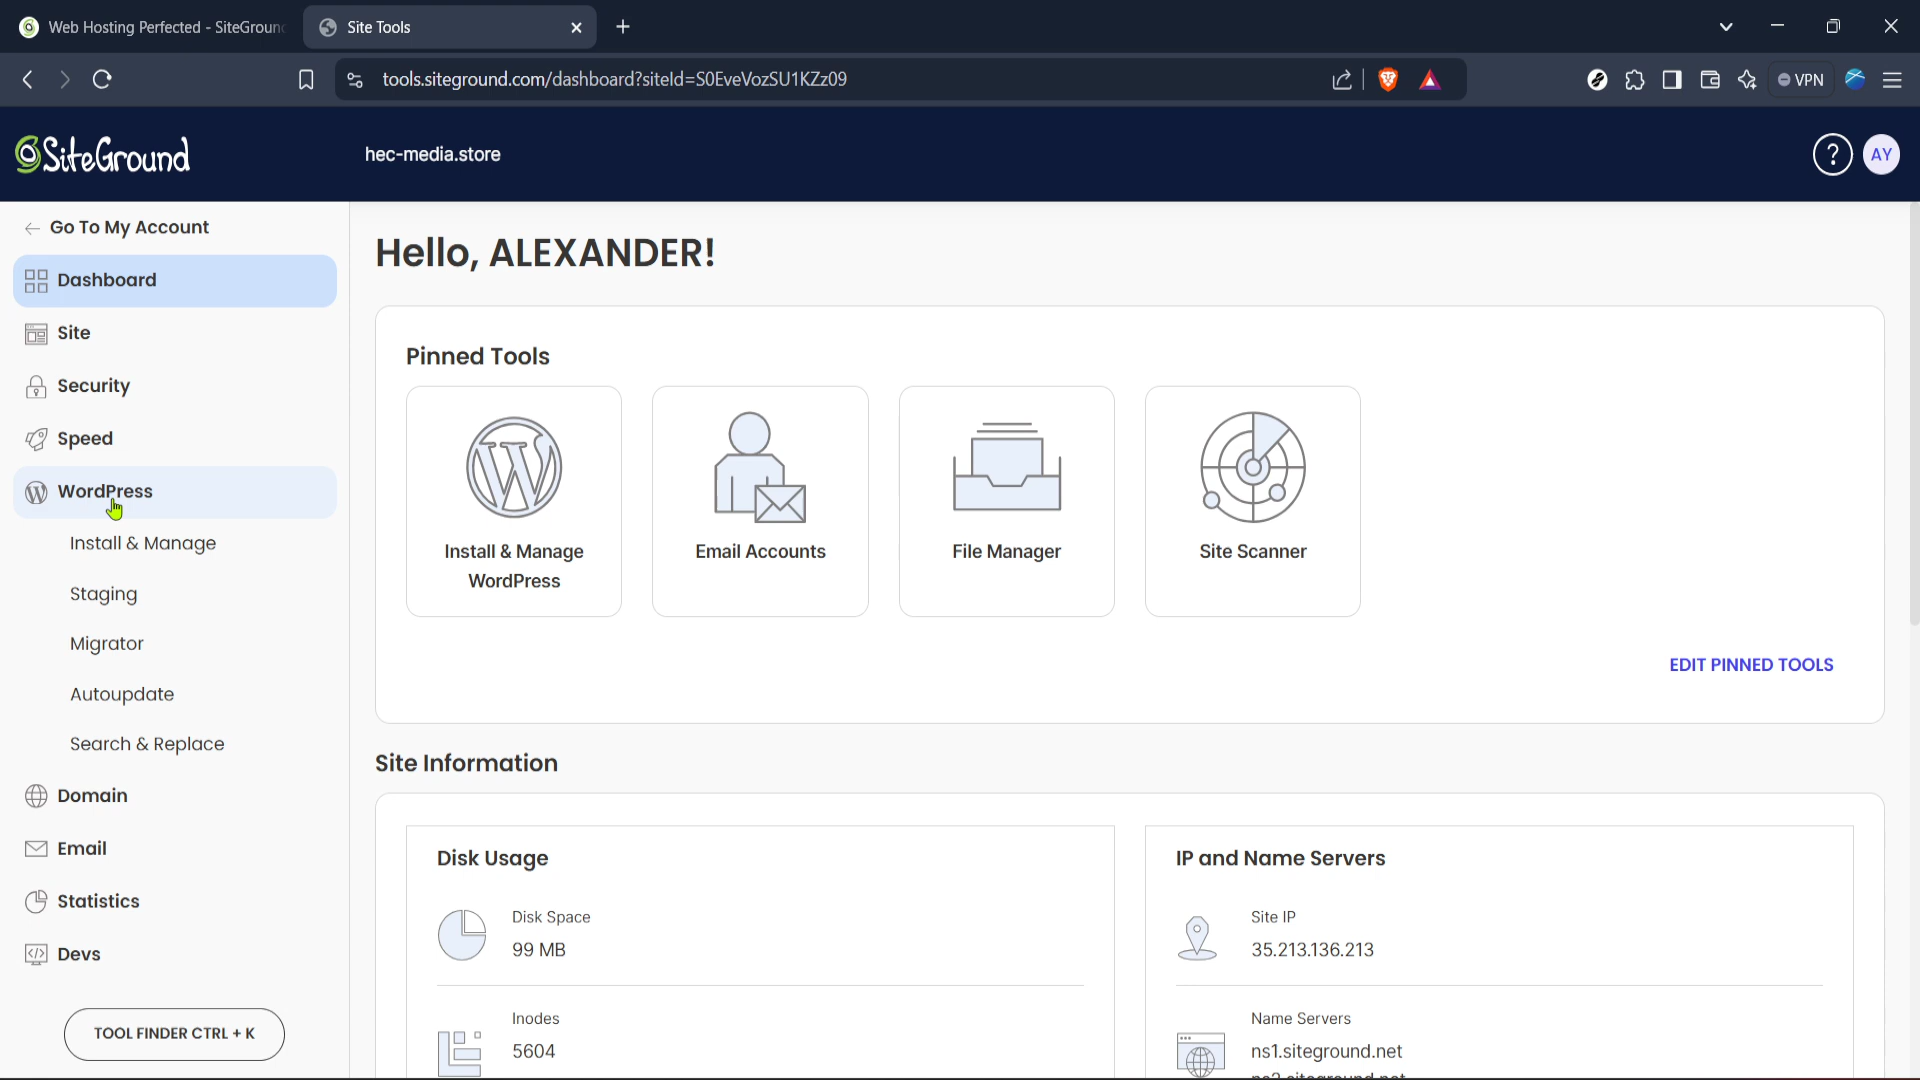 Web Hosting Perfected - SiteGroun
Site Tools
tools.siteground.com/dashboard?siteId=S0EveVozSU1KZz09
VPN
SiteGround
hec-media.store
?
AY
Go To My Account
Dashboard
Site
Security
Speed
WordPress
Install & Manage
Staging
Migrator
Autoupdate
Search & Replace
Domain
Email
Statistics
Devs
TOOL FINDER CTRL + K
Hello, ALEXANDER!
Pinned Tools
Install & Manage
WordPress
Email Accounts
File Manager
Site Scanner
EDIT PINNED TOOLS
Site Information
Disk Usage
Disk Space
99 MB
Inodes
5604
IP and Name Servers
Site IP
35.213.136.213
Name Servers
ns1.siteground.net